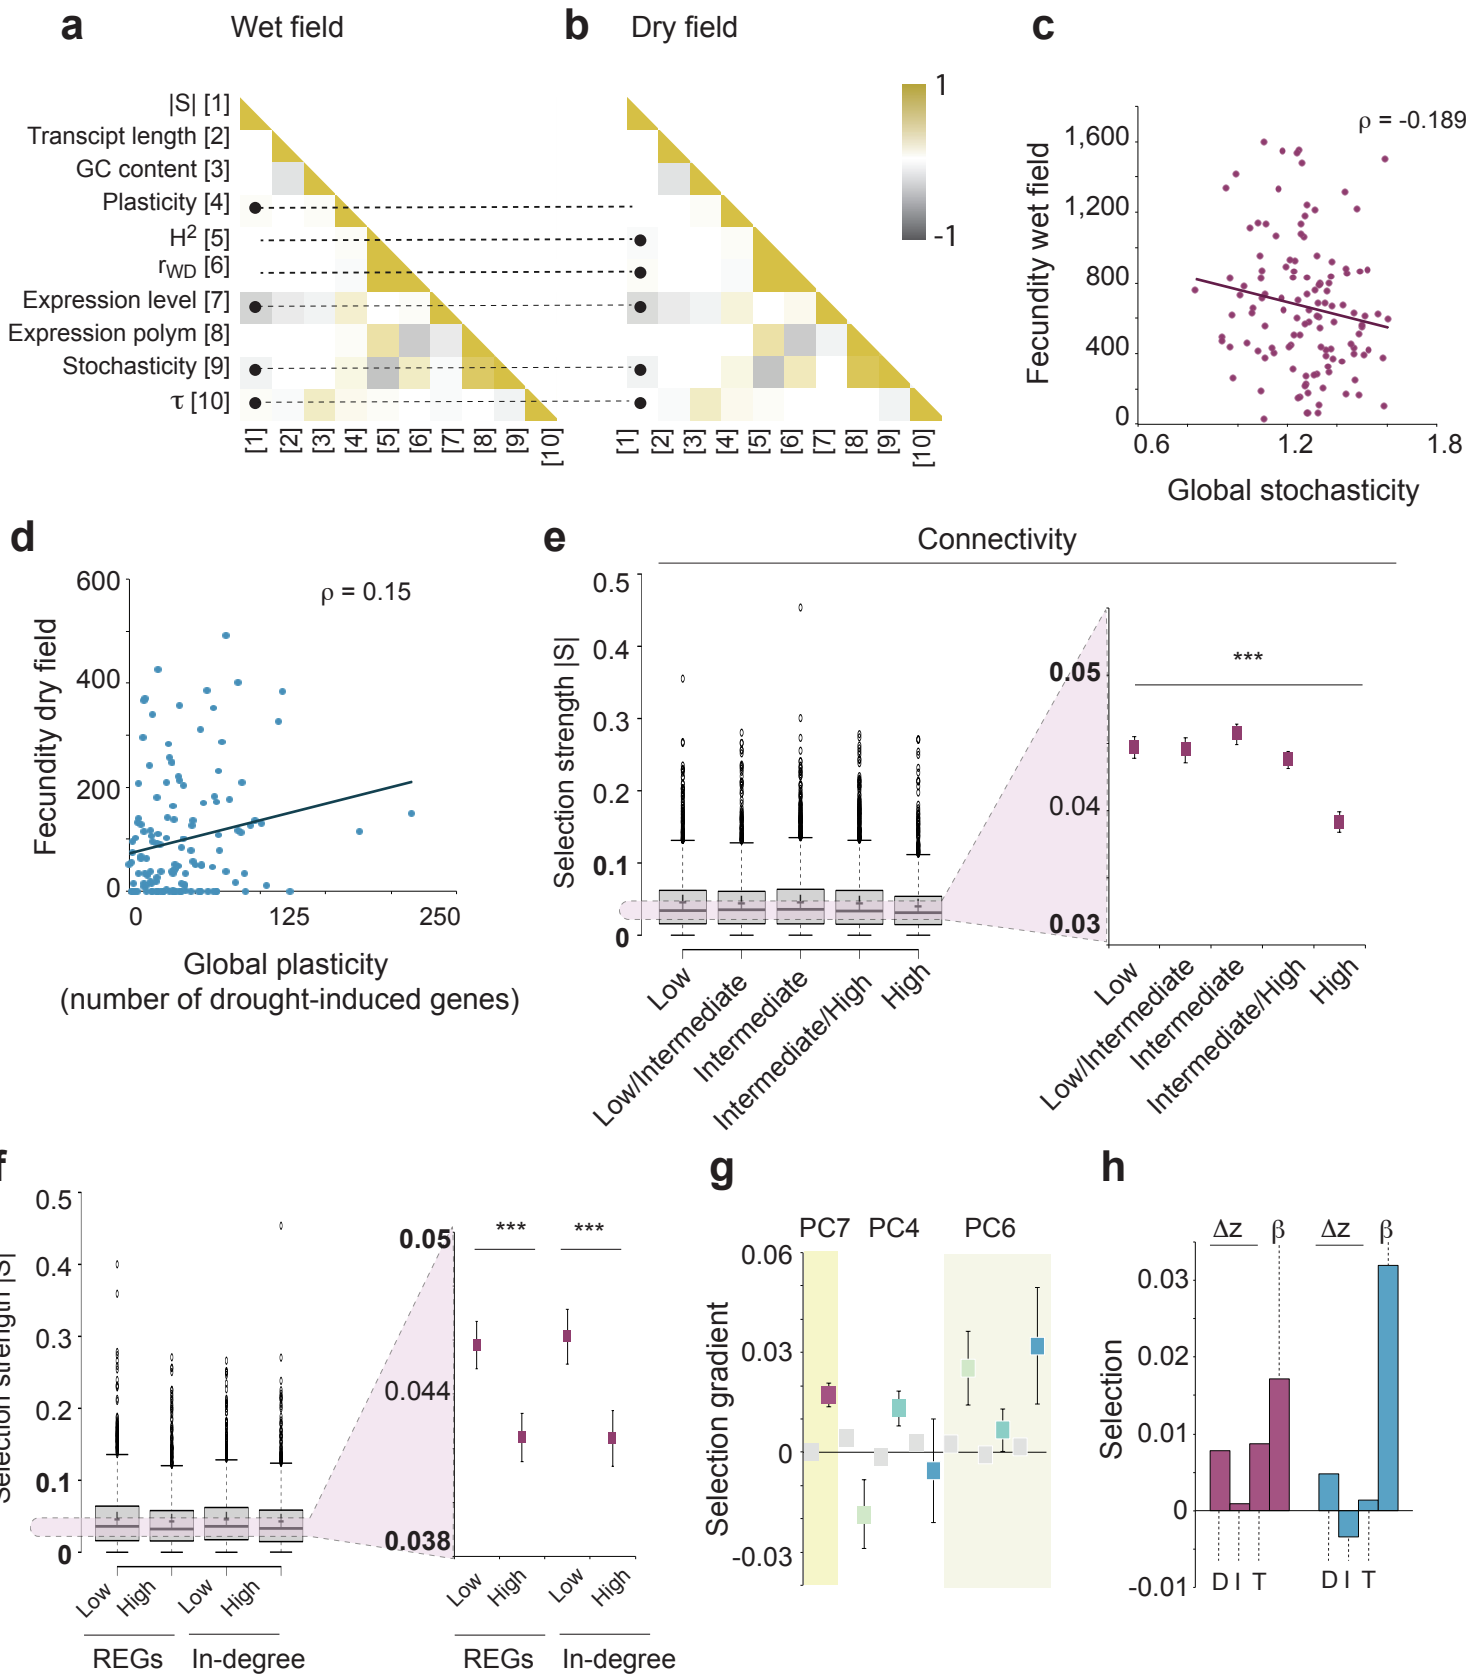 a Wet field
b Dry field
c
|S| [1]
Transcipt length [2]
GC content [3]
Plasticity [4]
H² [5]
rWD [6]
Expression level [7]
Expression polym [8]
Stochasticity [9]
τ [10]
[1] [2] [3] [4] [5] [6] [7] [8] [9] [10]
[1] [2] [3] [4] [5] [6] [7] [8] [9] [10]
1
-1
ρ = -0.189
Fecundity wet field
1,600
1,200
800
400
0
0.6 1.2 1.8
Global stochasticity
d
ρ = 0.15
Fecundity dry field
600
400
200
0
0 125 250
Global plasticity
(number of drought-induced genes)
e Connectivity
Selection strength |S|
0.5
0.4
0.3
0.2
0.1
0
Low
Low/Intermediate
Intermediate
Intermediate/High
High
***
0.05
0.04
0.03
Low
Low/Intermediate
Intermediate
Intermediate/High
High
f
Selection strength |S|
0.5
0.4
0.3
0.2
0.1
0
Low High Low High
REGs In-degree
*** ***
0.05
0.044
0.038
Low High Low High
REGs In-degree
g
PC7 PC4 PC6
Selection gradient
0.06
0.03
0
-0.03
h
Δz β Δz β
Selection
0.03
0.02
0.01
0
-0.01
D I T D I T